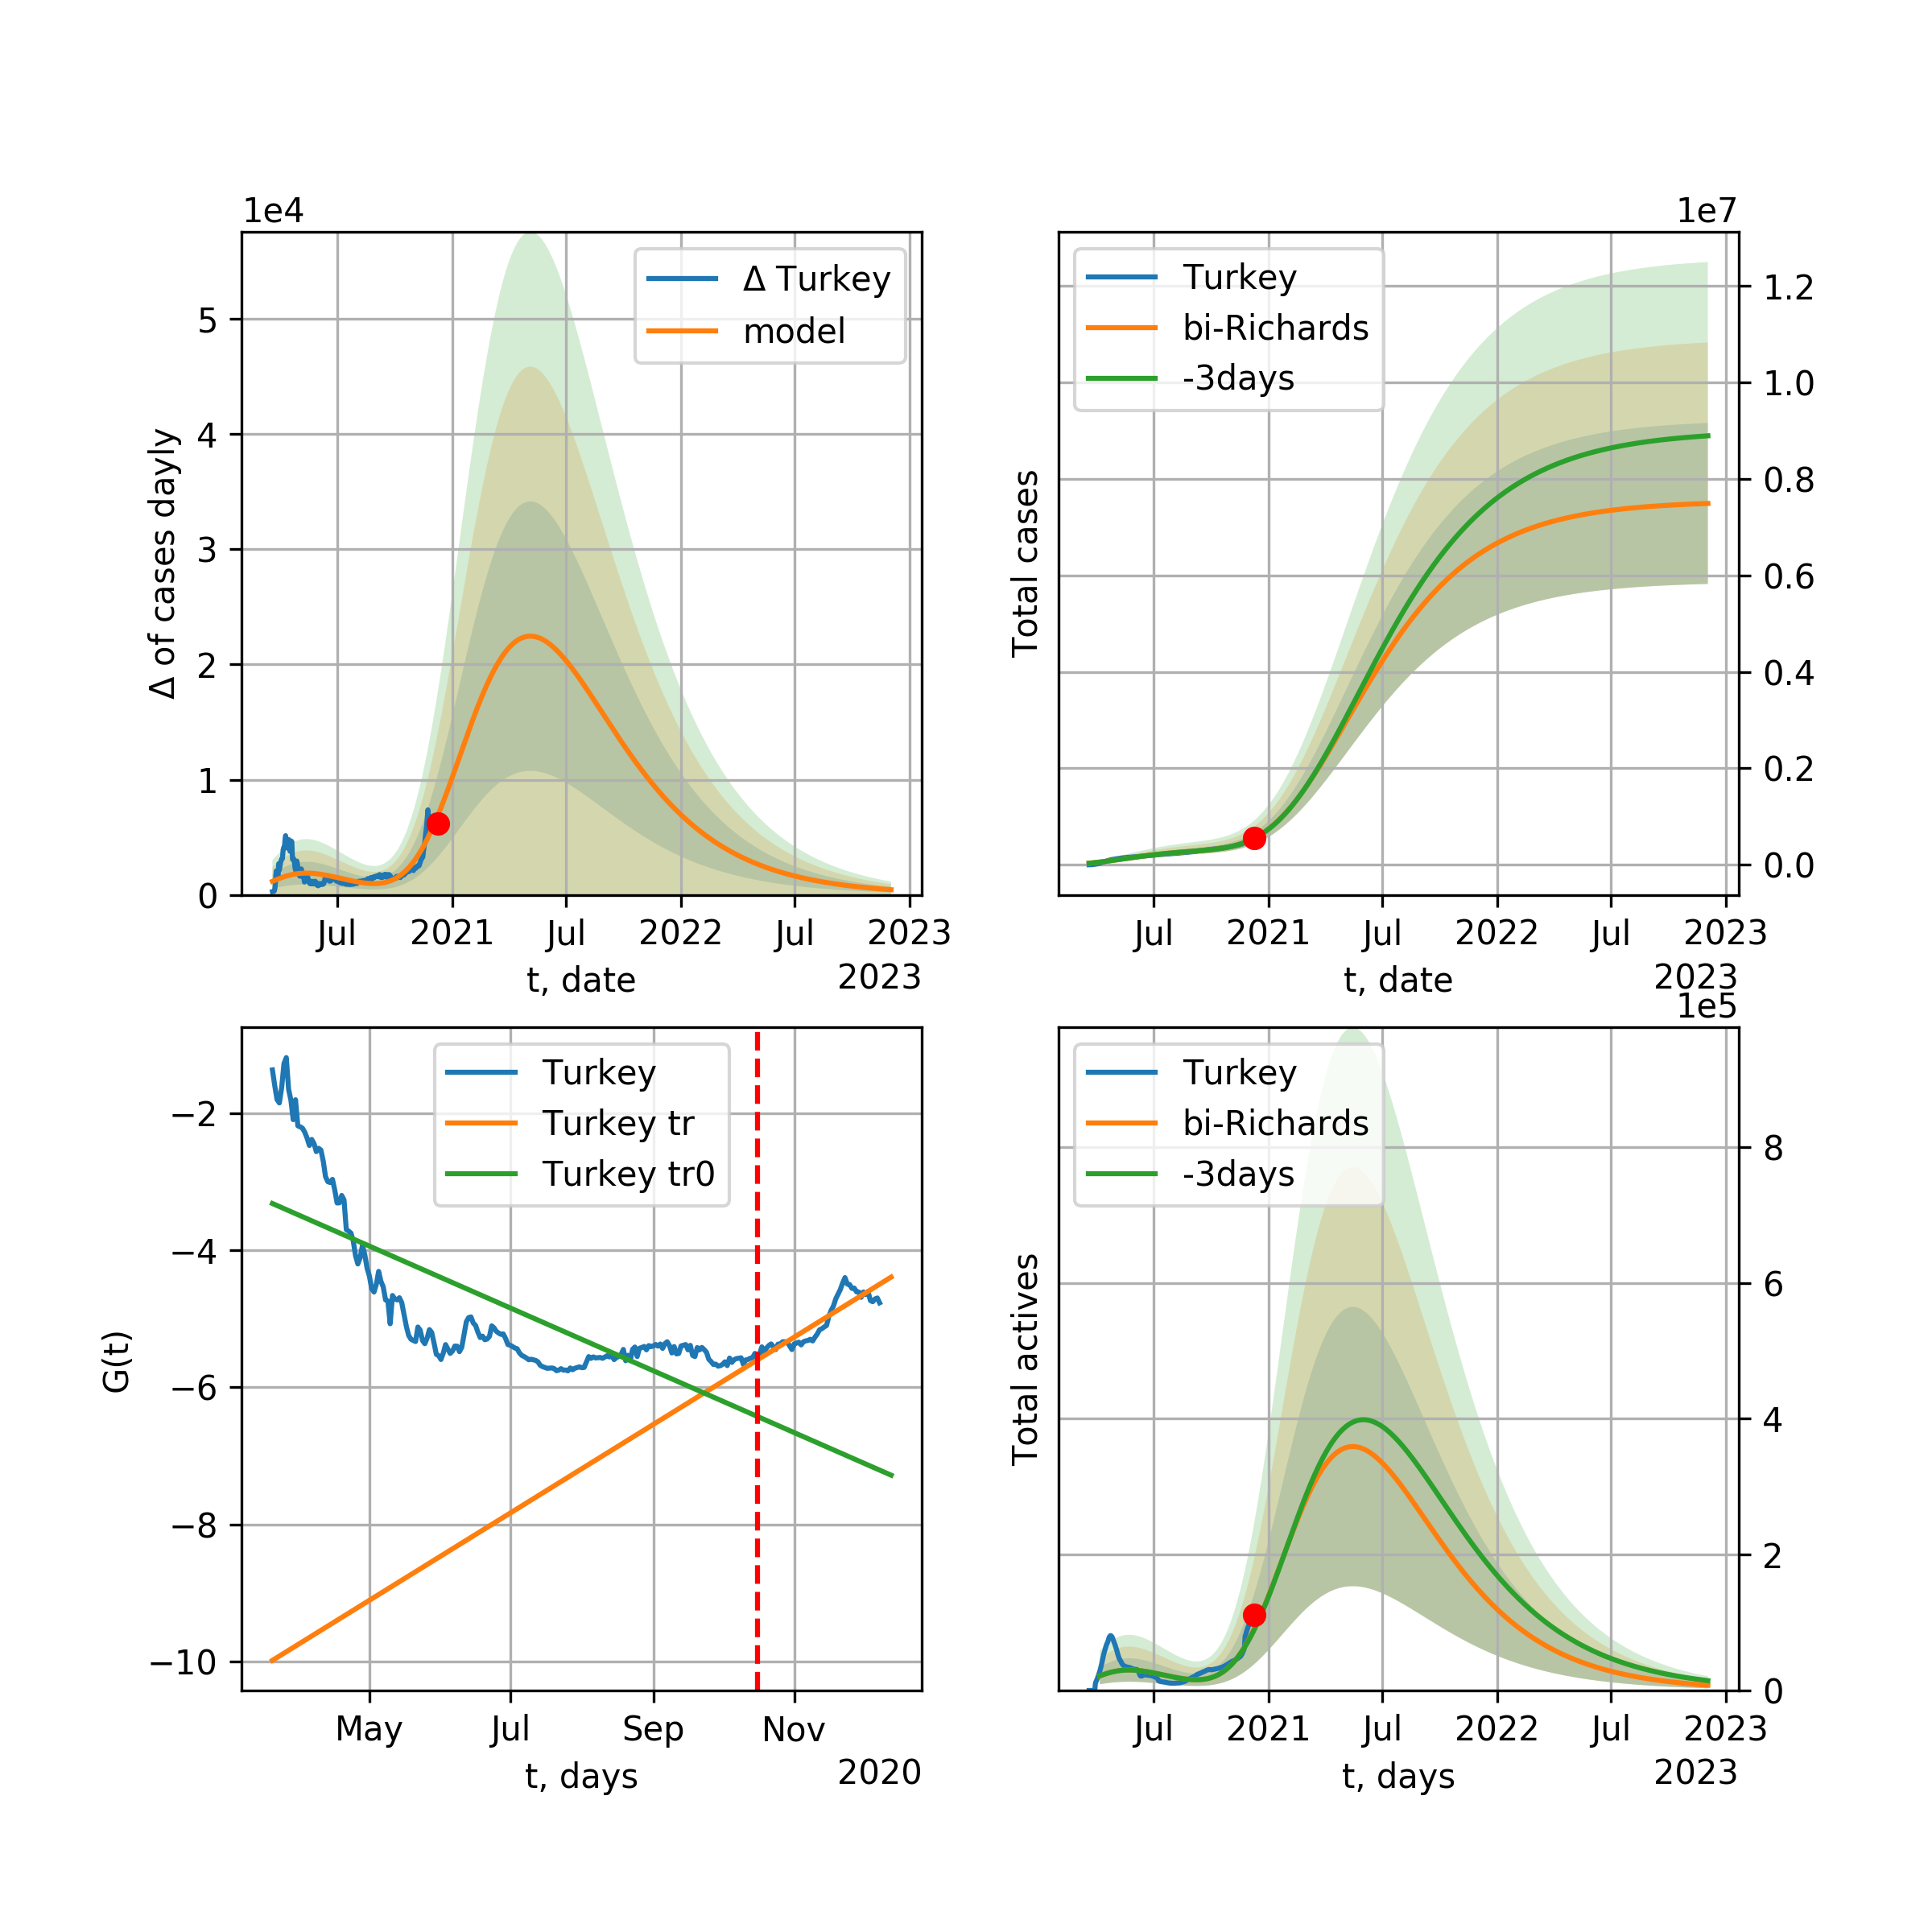 1e4
Δ Turkey
model
5
4
3
2
1
0
Δ of cases dayly
Jul 2021 Jul 2022 Jul 2023
t, date
2023
1e7
Turkey
bi-Richards
-3days
1.2
1.0
0.8
0.6
0.4
0.2
0.0
Total cases
Jul 2021 Jul 2022 Jul 2023
t, date
2023
Turkey
Turkey tr
Turkey tr0
−2
−4
−6
−8
−10
G(t)
May Jul Sep Nov
t, days
2020
1e5
Turkey
bi-Richards
-3days
8
6
4
2
0
Total actives
Jul 2021 Jul 2022 Jul 2023
t, days
2023